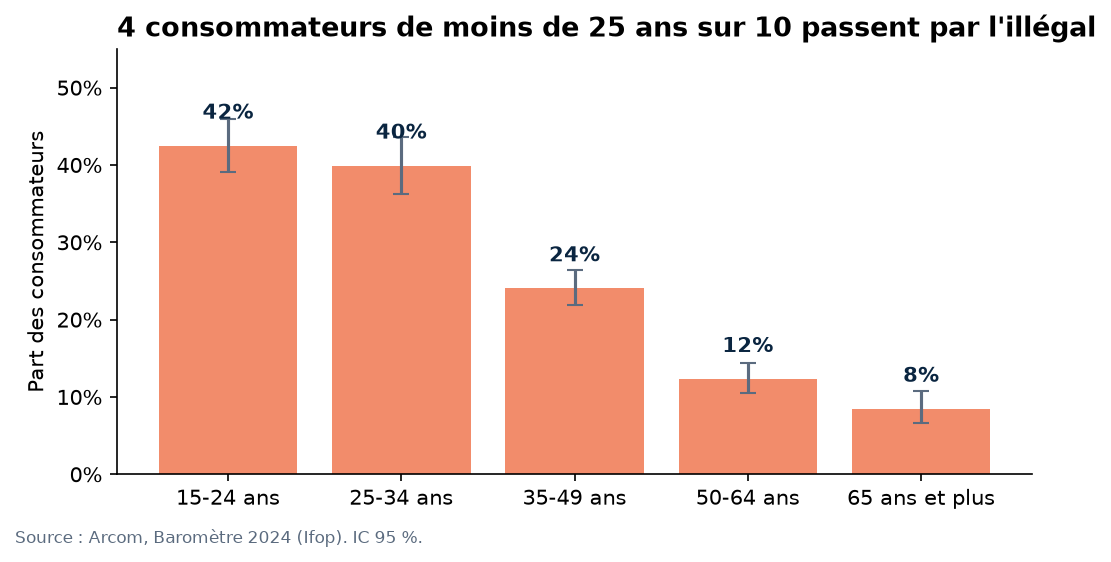 4 consommateurs de moins de 25 ans sur 10 passent par l'illégal
Part des consommateurs
50%
40%
30%
20%
10%
0%
42%
40%
24%
12%
8%
15-24 ans
25-34 ans
35-49 ans
50-64 ans
65 ans et plus
Source : Arcom, Baromètre 2024 (Ifop). IC 95 %.